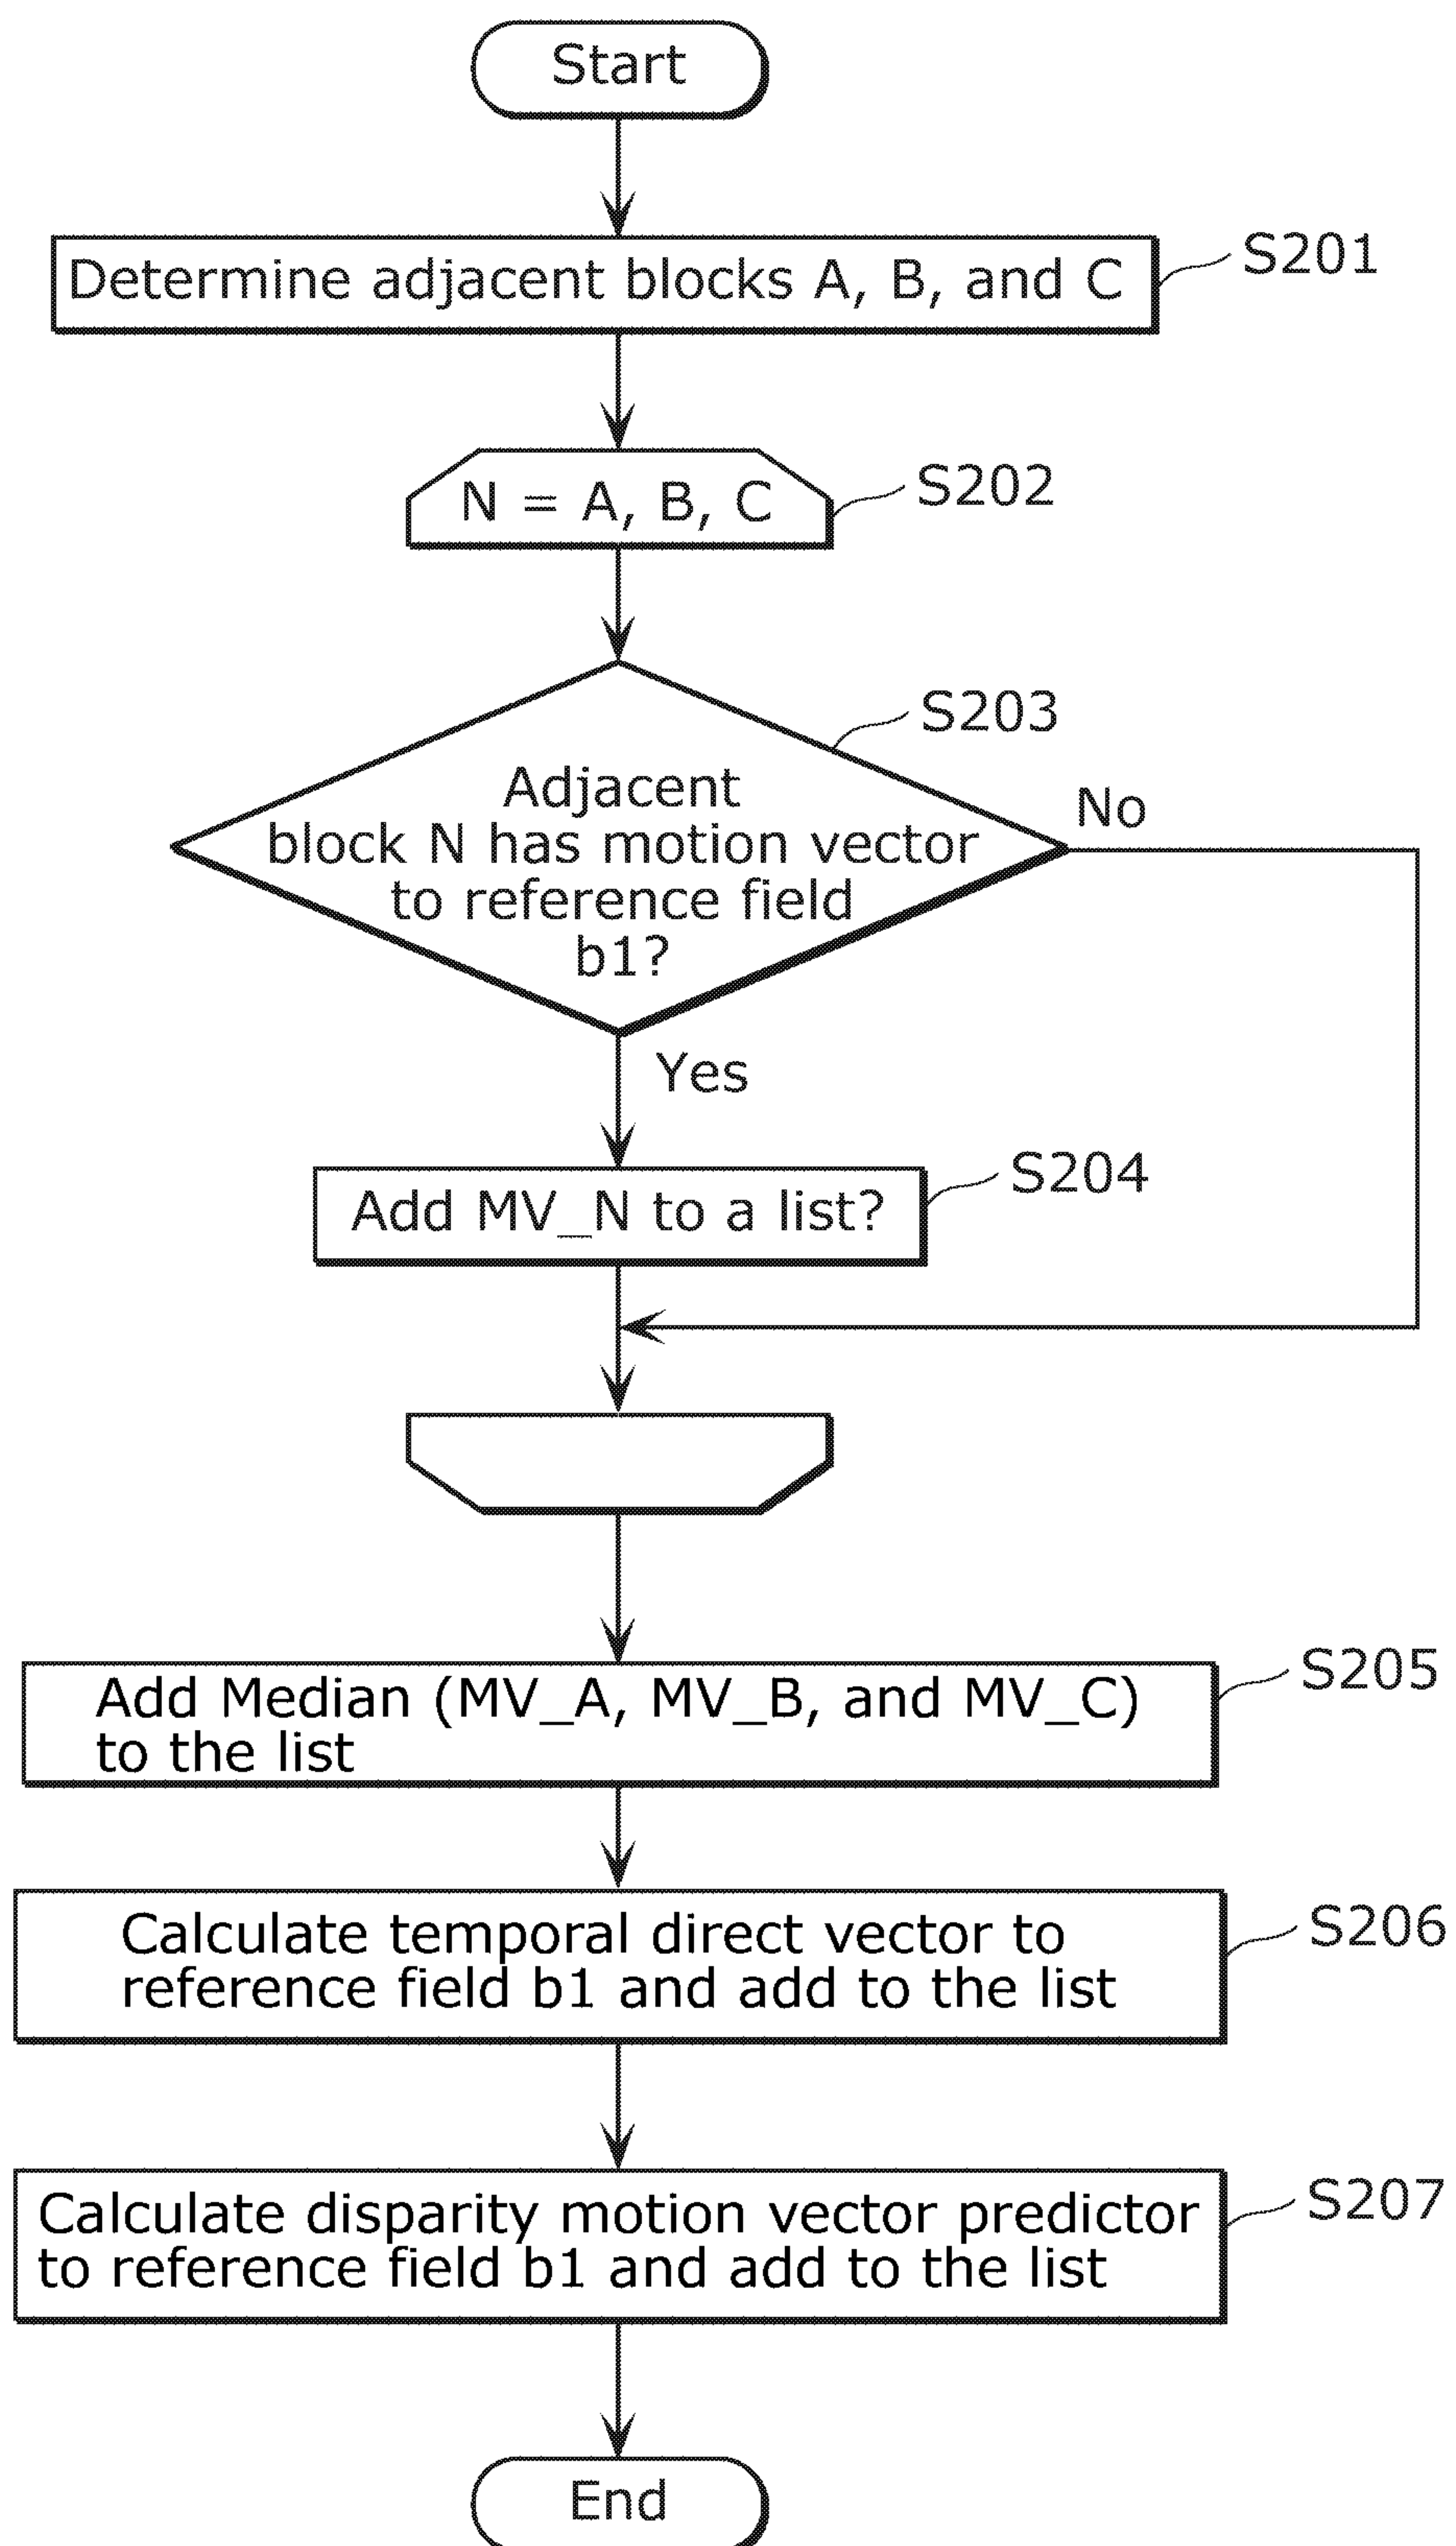 Start
Determine adjacent blocks A, B, and C
S201
N = A, B, C
S202
S203
Adjacent
block N has motion vector
to reference field
b1?
No
Yes
Add MV_N to a list?
S204
Add Median (MV_A, MV_B, and MV_C)
to the list
S205
Calculate temporal direct vector to
reference field b1 and add to the list
S206
Calculate disparity motion vector predictor
to reference field b1 and add to the list
S207
End